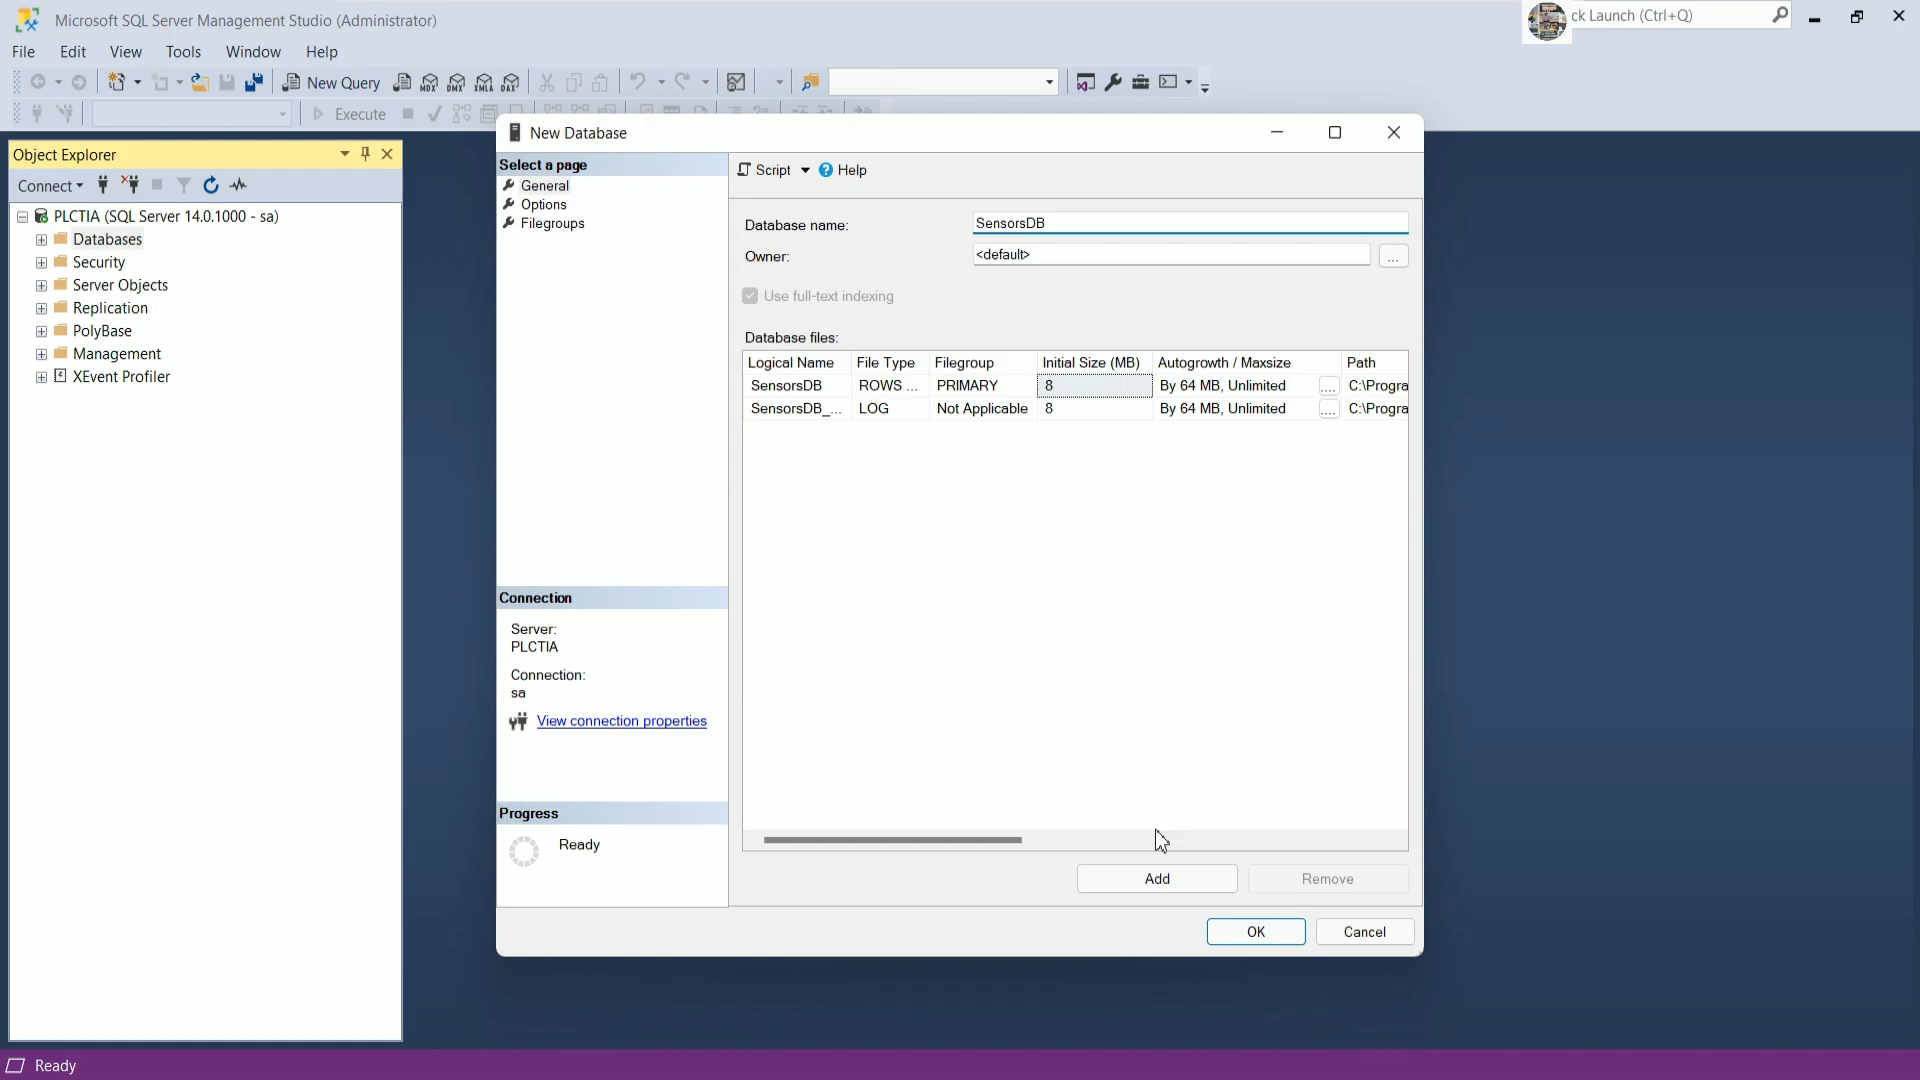 Microsoft SQL Server Management Studio (Administrator)
ck Launch (Ctrl+Q)
File Edit View Tools Window Help
New Query MDX DMX XMLA DAX
Execute
Object Explorer
Connect
PLCTIA (SQL Server 14.0.1000 - sa)
Databases
Security
Server Objects
Replication
PolyBase
Management
XEvent Profiler
New Database
Select a page
General
Options
Filegroups
Connection
Server:
PLCTIA
Connection:
sa
View connection properties
Progress
Ready
Script Help
Database name: SensorsDB
Owner: <default> ...
Use full-text indexing
Database files:
Logical Name File Type Filegroup Initial Size (MB) Autogrowth / Maxsize Path
SensorsDB ROWS ... PRIMARY 8 By 64 MB, Unlimited .... C:\Progra
SensorsDB_... LOG Not Applicable 8 By 64 MB, Unlimited .... C:\Progra
Add Remove
OK Cancel
Ready